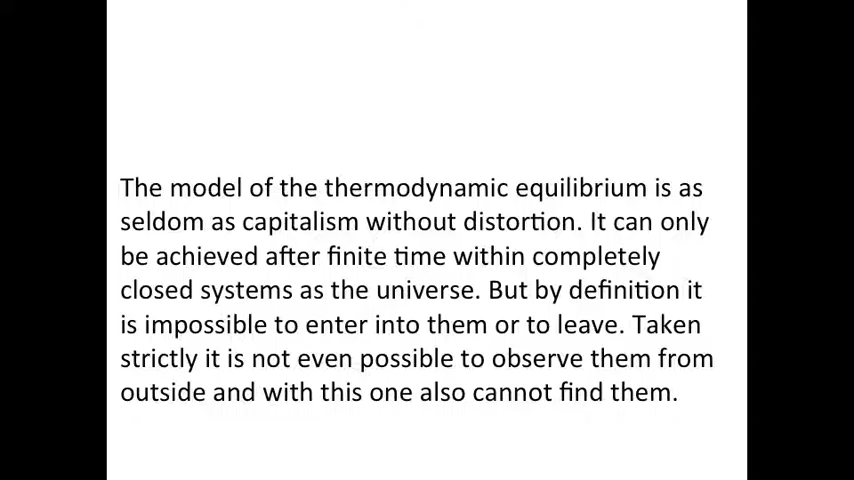 The model of the thermodynamic equilibrium is as
seldom as capitalism without distortion. It can only
be achieved after finite time within completely
closed systems as the universe. But by definition it
is impossible to enter into them or to leave. Taken
strictly it is not even possible to observe them from
outside and with this one also cannot find them.